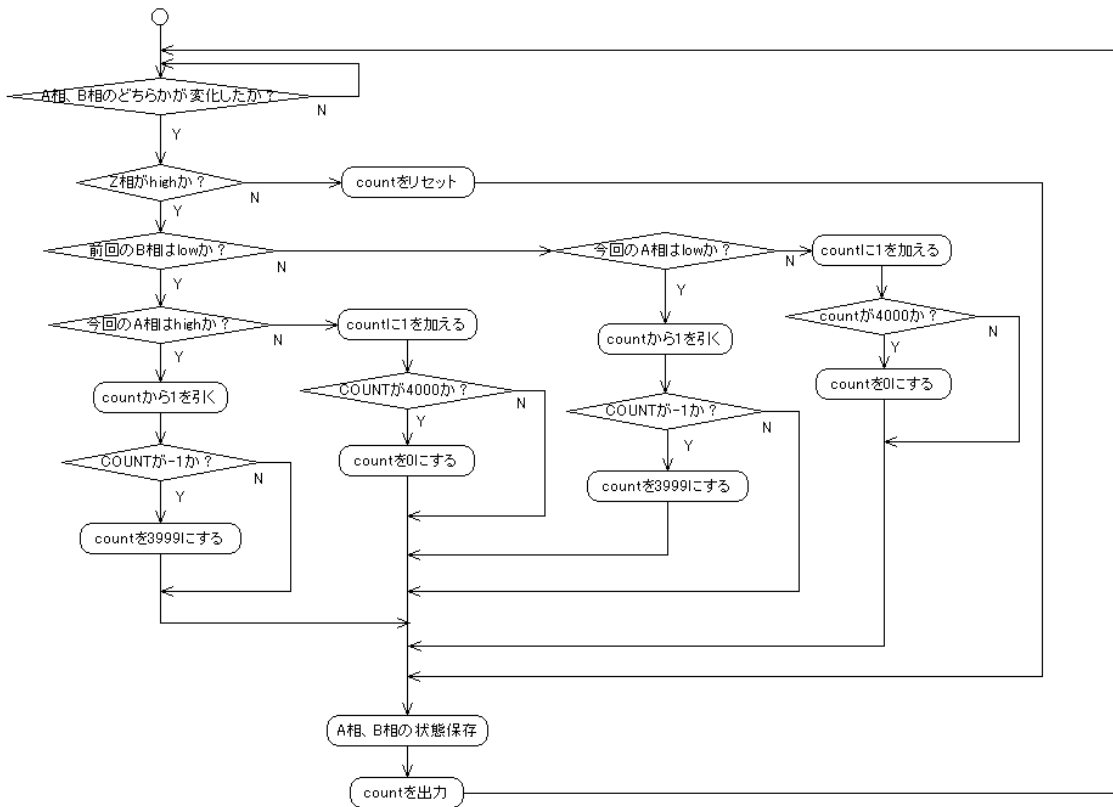 A相、B相のどちらかが変化したか？
N
Y
Z相がhighか？
N
countをリセット
Y
前回のB相はlowか？
N
今回のA相はlowか？
N
countに1を加える
Y
Y
今回のA相はhighか？
N
countに1を加える
countから1を引く
countが4000か？
N
Y
Y
countから1を引く
COUNTが4000か？
N
COUNTが-1か？
N
countを0にする
Y
Y
COUNTが-1か？
N
countを0にする
countを3999にする
Y
countを3999にする
A相、B相の状態保存
countを出力